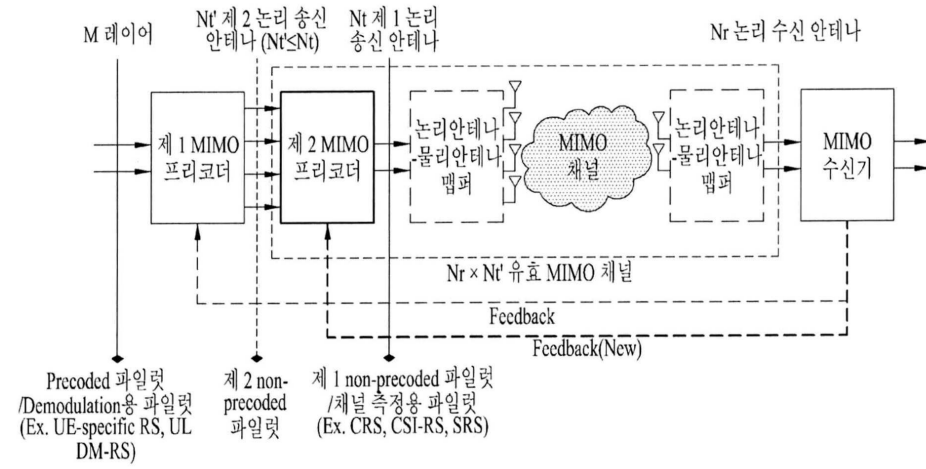 M 레이어
Nt' 제 2 논리 송신
안테나 (Nt'≤Nt)
Nt 제 1 논리
송신 안테나
Nr 논리 수신 안테나
제 1 MIMO
프리코더
제 2 MIMO
프리코더
논리안테나
-물리안테나
맵퍼
MIMO
채널
논리안테나
-물리안테나
맵퍼
MIMO
수신기
Nr × Nt' 유효 MIMO 채널
Feedback
Feedback(New)
Precoded 파일럿
/Demodulation용 파일럿
(Ex. UE-specific RS, UL
DM-RS)
제 2 non-
precoded
파일럿
제 1 non-precoded 파일럿
/채널 측정용 파일럿
(Ex. CRS, CSI-RS, SRS)